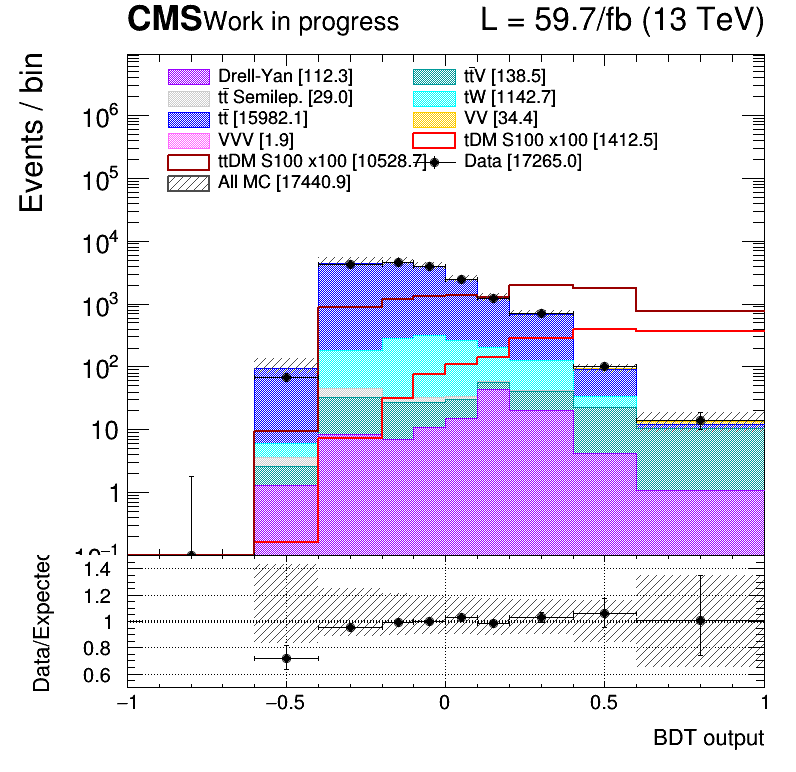 CMS Work in progress L = 59.7/fb (13 TeV)
Events / bin
Drell-Yan [112.3] tt̄V [138.5]
tt̄ Semilep. [29.0] tW [1142.7]
tt̄ [15982.1] VV [34.4]
VVV [1.9] tDM S100 x100 [1412.5]
ttDM S100 x100 [10528.7] Data [17265.0]
All MC [17440.9]
10⁶
10⁵
10⁴
10³
10²
10
1
10⁻¹
Data/Expected
1.4
1.2
1
0.8
0.6
−1 −0.5 0 0.5 1
BDT output